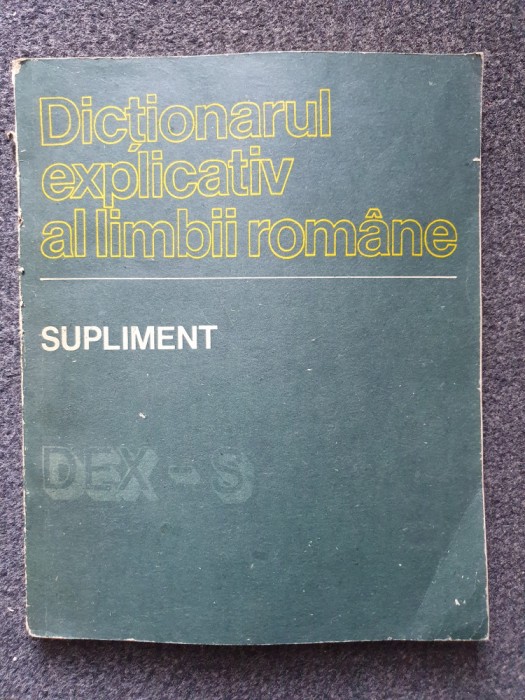 Dicționarul
explicativ
al limbii române
SUPLIMENT
DEX – S